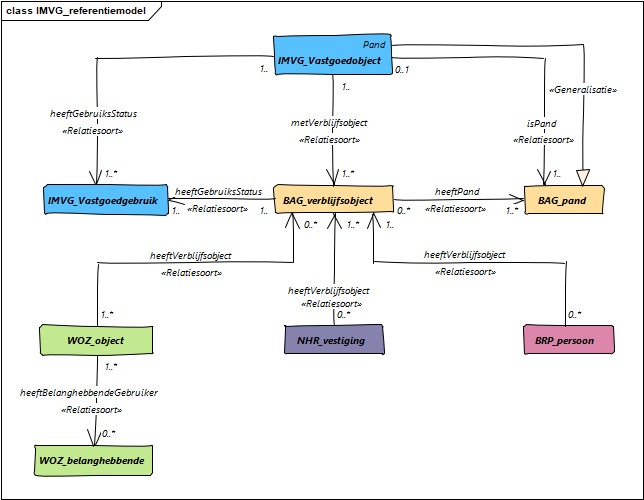 class IMVG_referentiemodel
Pand
IMVG_Vastgoedobject
1..
0..1
1..
heeftGebruiksStatus
«Relatiesoort»
metVerblijfsobject
«Relatiesoort»
isPand
«Relatiesoort»
«Generalisatie»
1..*
1..*
1..
IMVG_Vastgoedgebruik
heeftGebruiksStatus
«Relatiesoort»
1..
1..
BAG_verblijfsobject
heeftPand
«Relatiesoort»
0..*
1..*
BAG_pand
0..*
1..*
1..
heeftVerblijfsobject
«Relatiesoort»
heeftVerblijfsobject
«Relatiesoort»
heeftVerblijfsobject
«Relatiesoort»
1..*
0..*
0..*
WOZ_object
NHR_vestiging
BRP_persoon
1..*
heeftBelanghebbendeGebruiker
«Relatiesoort»
0..*
WOZ_belanghebbende